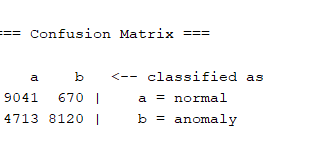 === Confusion Matrix ===
a b <-- classified as
9041 670 | a = normal
4713 8120 | b = anomaly